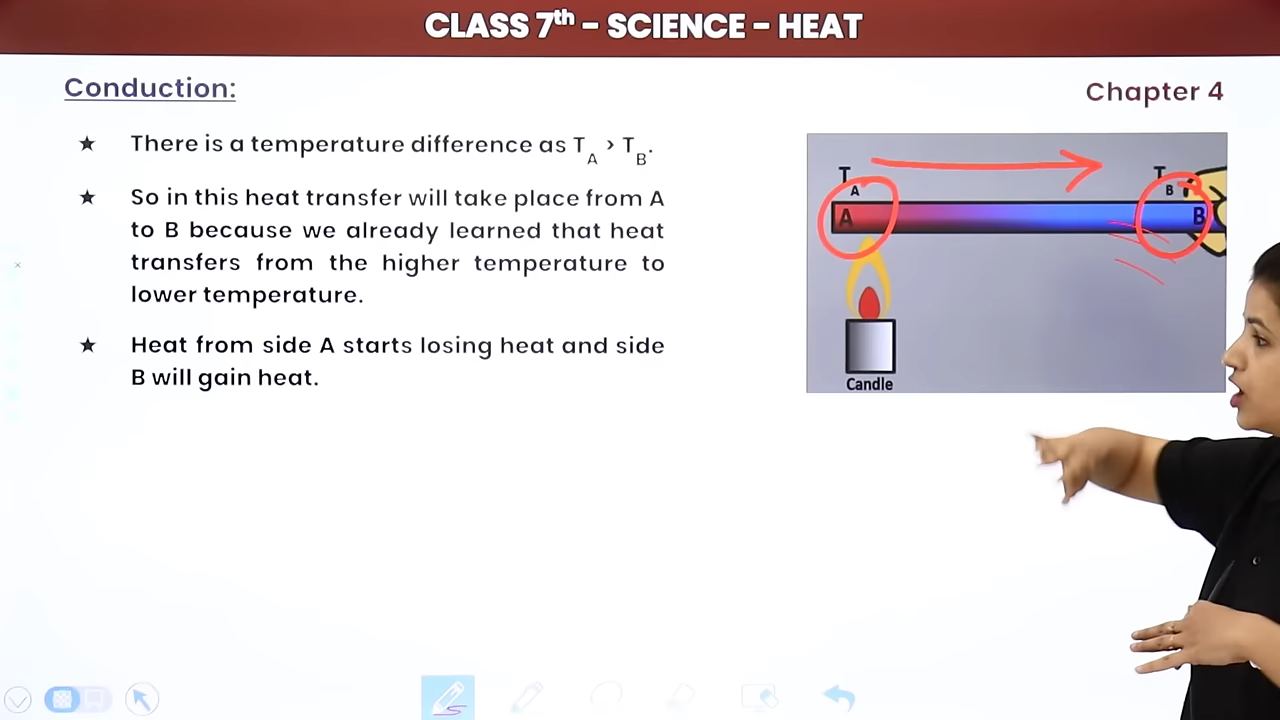 CLASS 7th - SCIENCE - HEAT
Conduction:
Chapter 4
★ There is a temperature difference as T_A > T_B.
★ So in this heat transfer will take place from A
to B because we already learned that heat
transfers from the higher temperature to
lower temperature.
★ Heat from side A starts losing heat and side
B will gain heat.
T_A
T_B
A
B
Candle